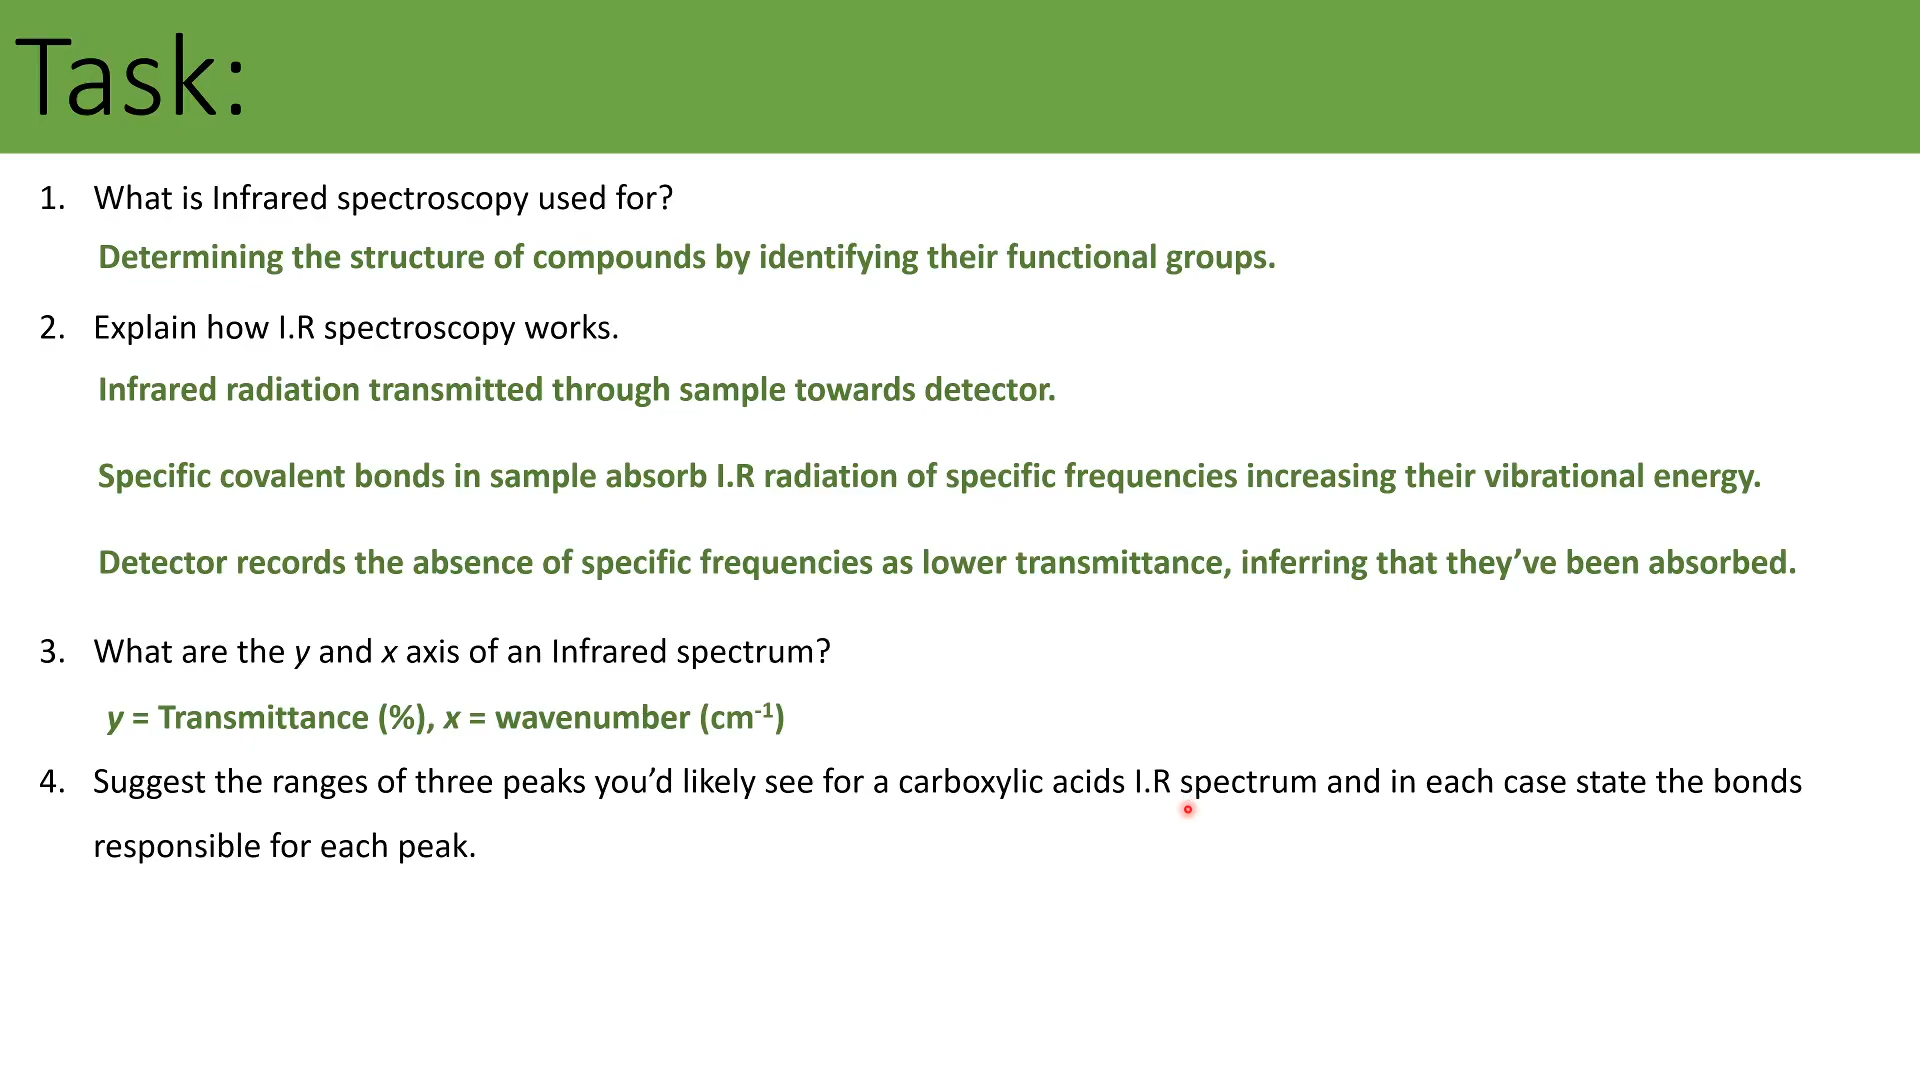 Task:
1. What is Infrared spectroscopy used for?
Determining the structure of compounds by identifying their functional groups.
2. Explain how I.R spectroscopy works.
Infrared radiation transmitted through sample towards detector.
Specific covalent bonds in sample absorb I.R radiation of specific frequencies increasing their vibrational energy.
Detector records the absence of specific frequencies as lower transmittance, inferring that they’ve been absorbed.
3. What are the y and x axis of an Infrared spectrum?
y = Transmittance (%), x = wavenumber (cm⁻¹)
4. Suggest the ranges of three peaks you’d likely see for a carboxylic acids I.R spectrum and in each case state the bonds
responsible for each peak.